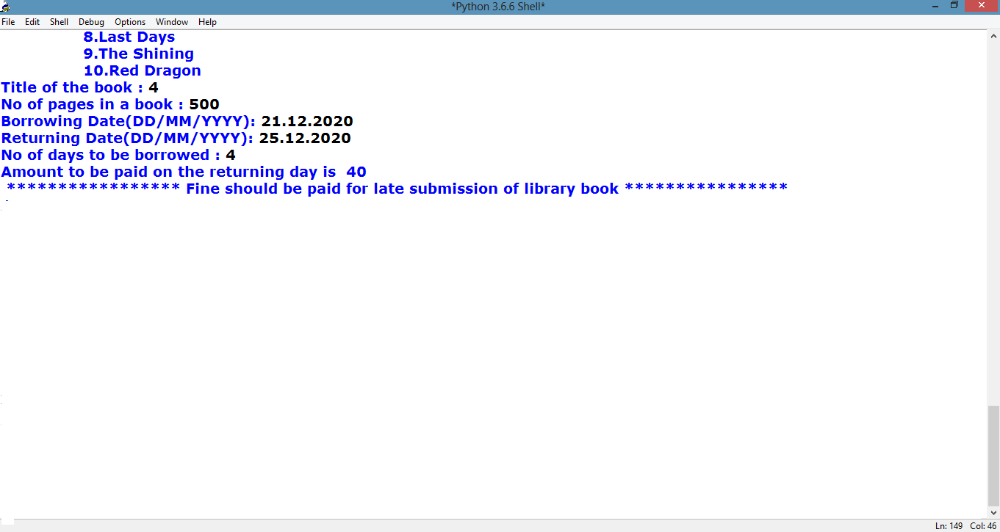 *Python 3.6.6 Shell*
File Edit Shell Debug Options Window Help
8.Last Days
9.The Shining
10.Red Dragon
Title of the book : 4
No of pages in a book : 500
Borrowing Date(DD/MM/YYYY): 21.12.2020
Returning Date(DD/MM/YYYY): 25.12.2020
No of days to be borrowed : 4
Amount to be paid on the returning day is  40
***************** Fine should be paid for late submission of library book ****************
Ln: 149 Col: 46